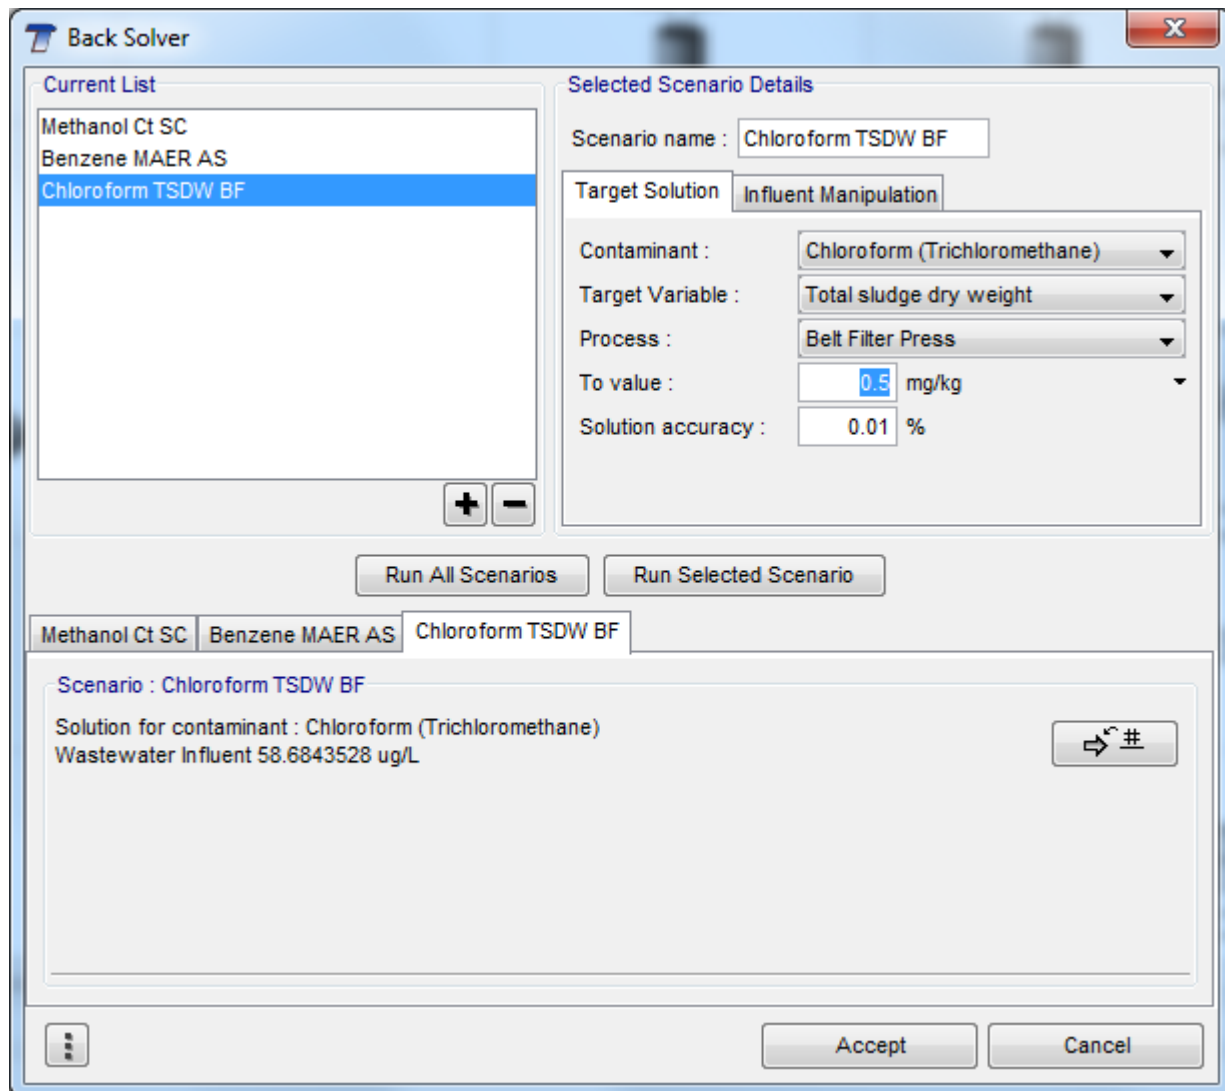 Back Solver
Current List
Methanol Ct SC
Benzene MAER AS
Chloroform TSDW BF
Selected Scenario Details
Scenario name : Chloroform TSDW BF
Target Solution Influent Manipulation
Contaminant : Chloroform (Trichloromethane)
Target Variable : Total sludge dry weight
Process : Belt Filter Press
To value : 0.5 mg/kg
Solution accuracy : 0.01 %
Run All Scenarios Run Selected Scenario
Methanol Ct SC Benzene MAER AS Chloroform TSDW BF
Scenario : Chloroform TSDW BF
Solution for contaminant : Chloroform (Trichloromethane)
Wastewater Influent 58.6843528 ug/L
#
Accept Cancel